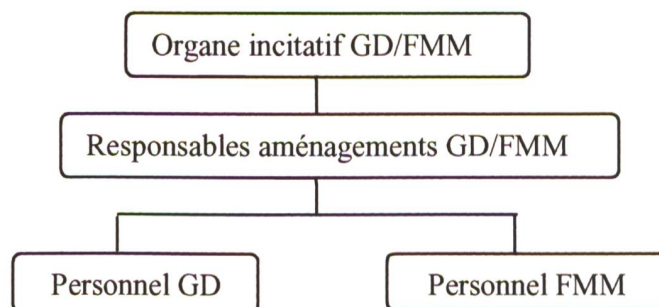 Organe incitatif GD/FMM
Responsables aménagements GD/FMM
Personnel GD
Personnel FMM